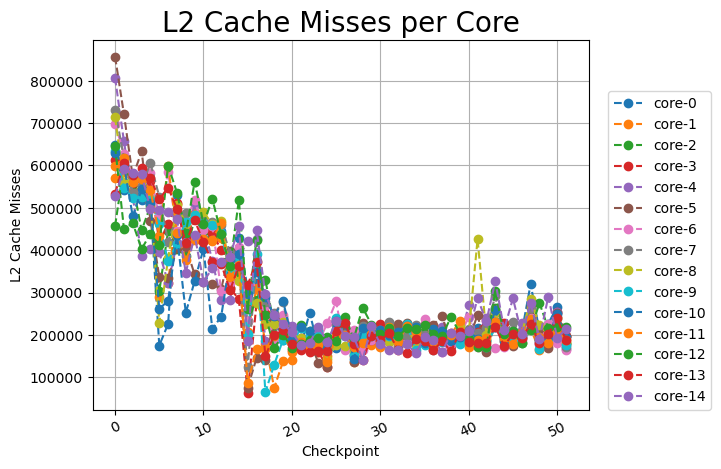 L2 Cache Misses per Core
L2 Cache Misses
800000
700000
600000
500000
400000
300000
200000
100000
0
10
20
30
40
50
Checkpoint
core-0
core-1
core-2
core-3
core-4
core-5
core-6
core-7
core-8
core-9
core-10
core-11
core-12
core-13
core-14